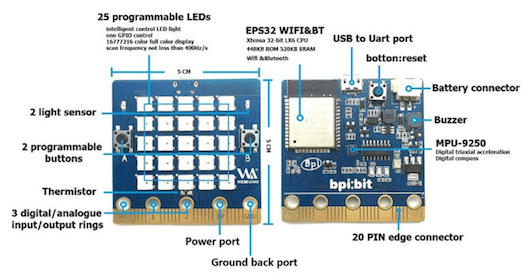 25 programmable LEDs
intelligent control LED light
one GPIO control
16777216 color full color display
scan frequency not less than 400Hz/s
5 CM
2 light sensor
2 programmable
buttons
A
B
Thermistor
3 digital/analogue
input/output rings
Power port
Ground back port
5 CM
EPS32 WIFI&BT
Xtensa 32-bit LX6 CPU
448KB ROM 520KB SRAM
Wifi &Blutooth
USB to Uart port
botton:reset
Battery connector
Buzzer
MPU-9250
Digital triaxial acceleration
Digital compass
BPI
bpi:bit
20 PIN edge connector